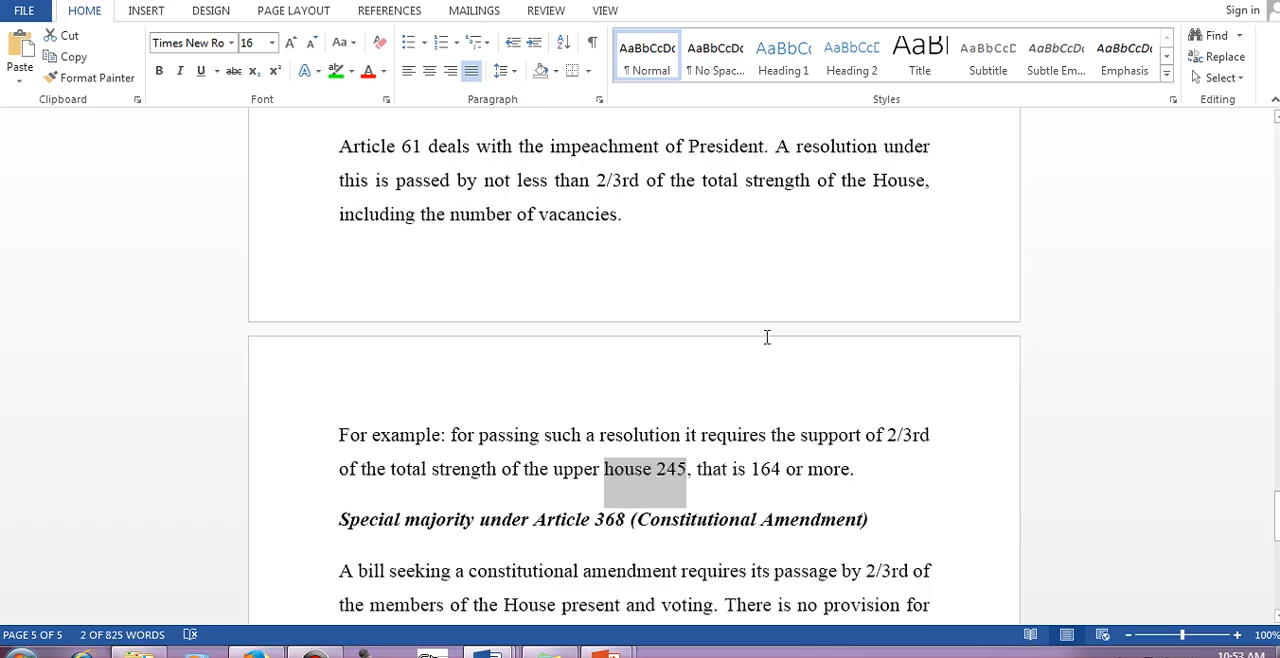 FILE HOME INSERT DESIGN PAGE LAYOUT REFERENCES MAILINGS REVIEW VIEW Sign in
Cut
Copy
Format Painter
Paste
Times New Ro 16
Clipboard Font Paragraph Styles Editing
AaBbCcDc AaBbCcDc AaBbCc AaBbCcC AaBl AaBbCcD AaBbCcDc AaBbCcDc
¶ Normal ¶ No Spac... Heading 1 Heading 2 Title Subtitle Subtle Em... Emphasis
Find
Replace
Select
Article 61 deals with the impeachment of President. A resolution under
this is passed by not less than 2/3rd of the total strength of the House,
including the number of vacancies.
For example: for passing such a resolution it requires the support of 2/3rd
of the total strength of the upper house 245, that is 164 or more.
Special majority under Article 368 (Constitutional Amendment)
A bill seeking a constitutional amendment requires its passage by 2/3rd of
the members of the House present and voting. There is no provision for
PAGE 5 OF 5 2 OF 825 WORDS 100%
10:53 AM